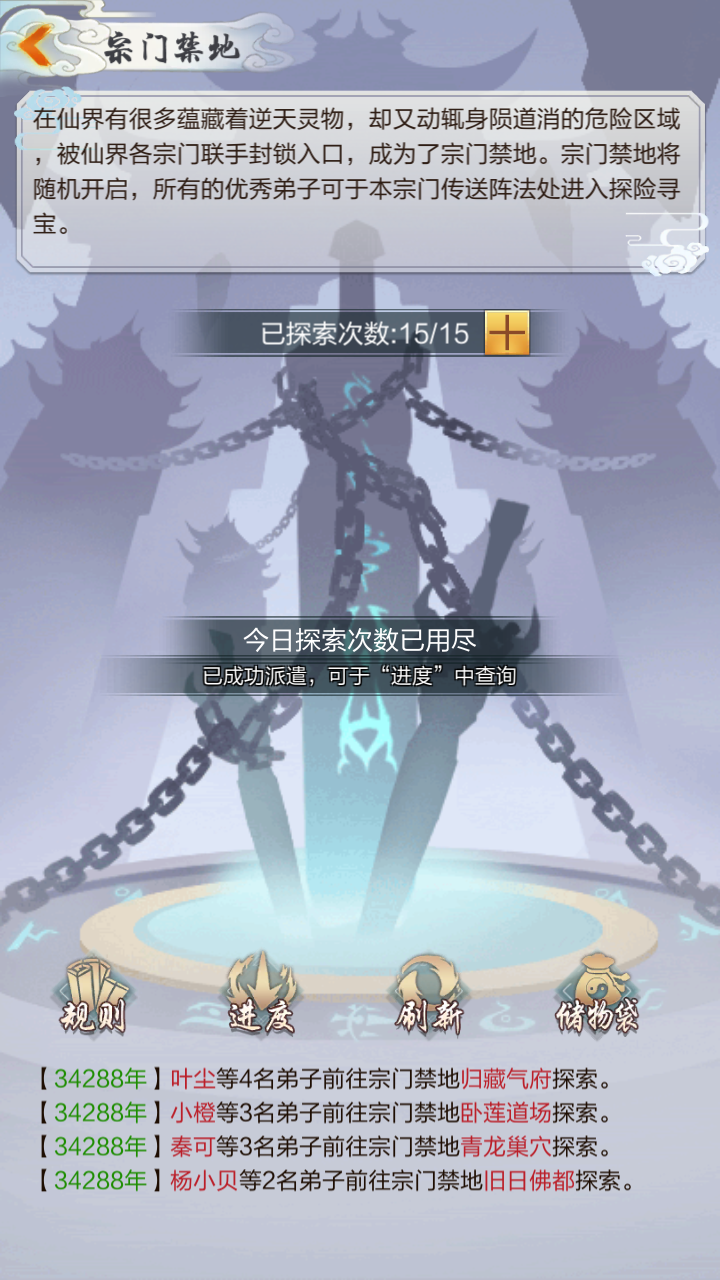 宗门禁地
在仙界有很多蕴藏着逆天灵物，却又动辄身陨道消的危险区域
，被仙界各宗门联手封锁入口，成为了宗门禁地。宗门禁地将
随机开启，所有的优秀弟子可于本宗门传送阵法处进入探险寻
宝。
已探索次数:15/15
今日探索次数已用尽
已成功派遣，可于“进度”中查询
规则 进度 刷新 储物袋
【34288年】叶尘等4名弟子前往宗门禁地归藏气府探索。
【34288年】小橙等3名弟子前往宗门禁地卧莲道场探索。
【34288年】秦可等3名弟子前往宗门禁地青龙巢穴探索。
【34288年】杨小贝等2名弟子前往宗门禁地旧日佛都探索。